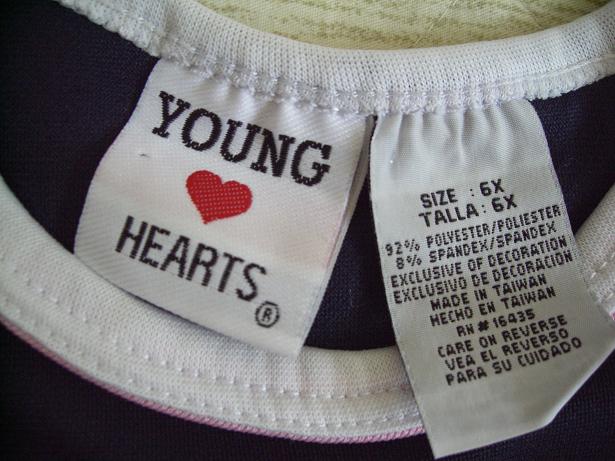 YOUNG
HEARTS
®
SIZE : 6X
TALLA : 6X
92% POLYESTER/POLIESTER
8% SPANDEX/SPANDEX
EXCLUSIVE OF DECORATION
EXCLUSIVO DE DECORACION
MADE IN TAIWAN
HECHO EN TAIWAN
RN# 16435
CARE ON REVERSE
VEA EL REVERSO
PARA SU CUIDADO